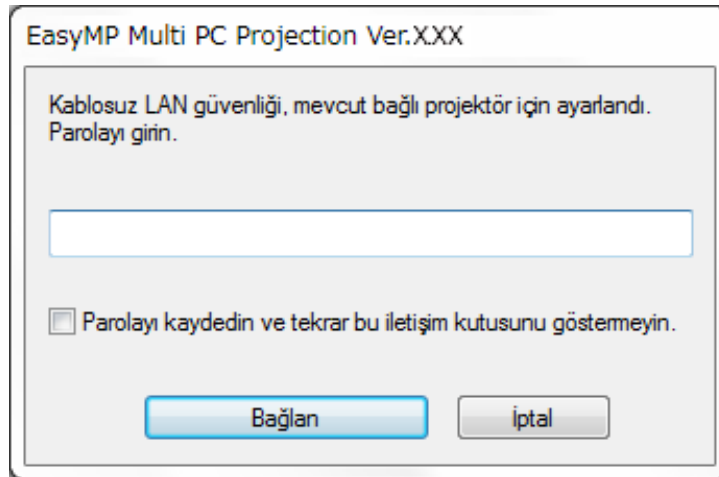 EasyMP Multi PC Projection Ver.X.XX
Kablosuz LAN güvenliği, mevcut bağlı projektör için ayarlandı.
Parolayı girin.
Parolayı kaydedin ve tekrar bu iletişim kutusunu göstermeyin.
Bağlan
İptal